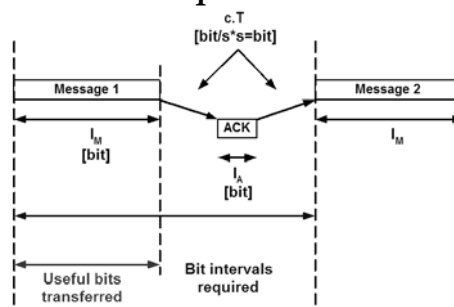 c.T
[bit/s*s=bit]
Message 1
Message 2
ACK
l_M
[bit]
l_A
[bit]
l_M
Useful bits
transferred
Bit intervals
required